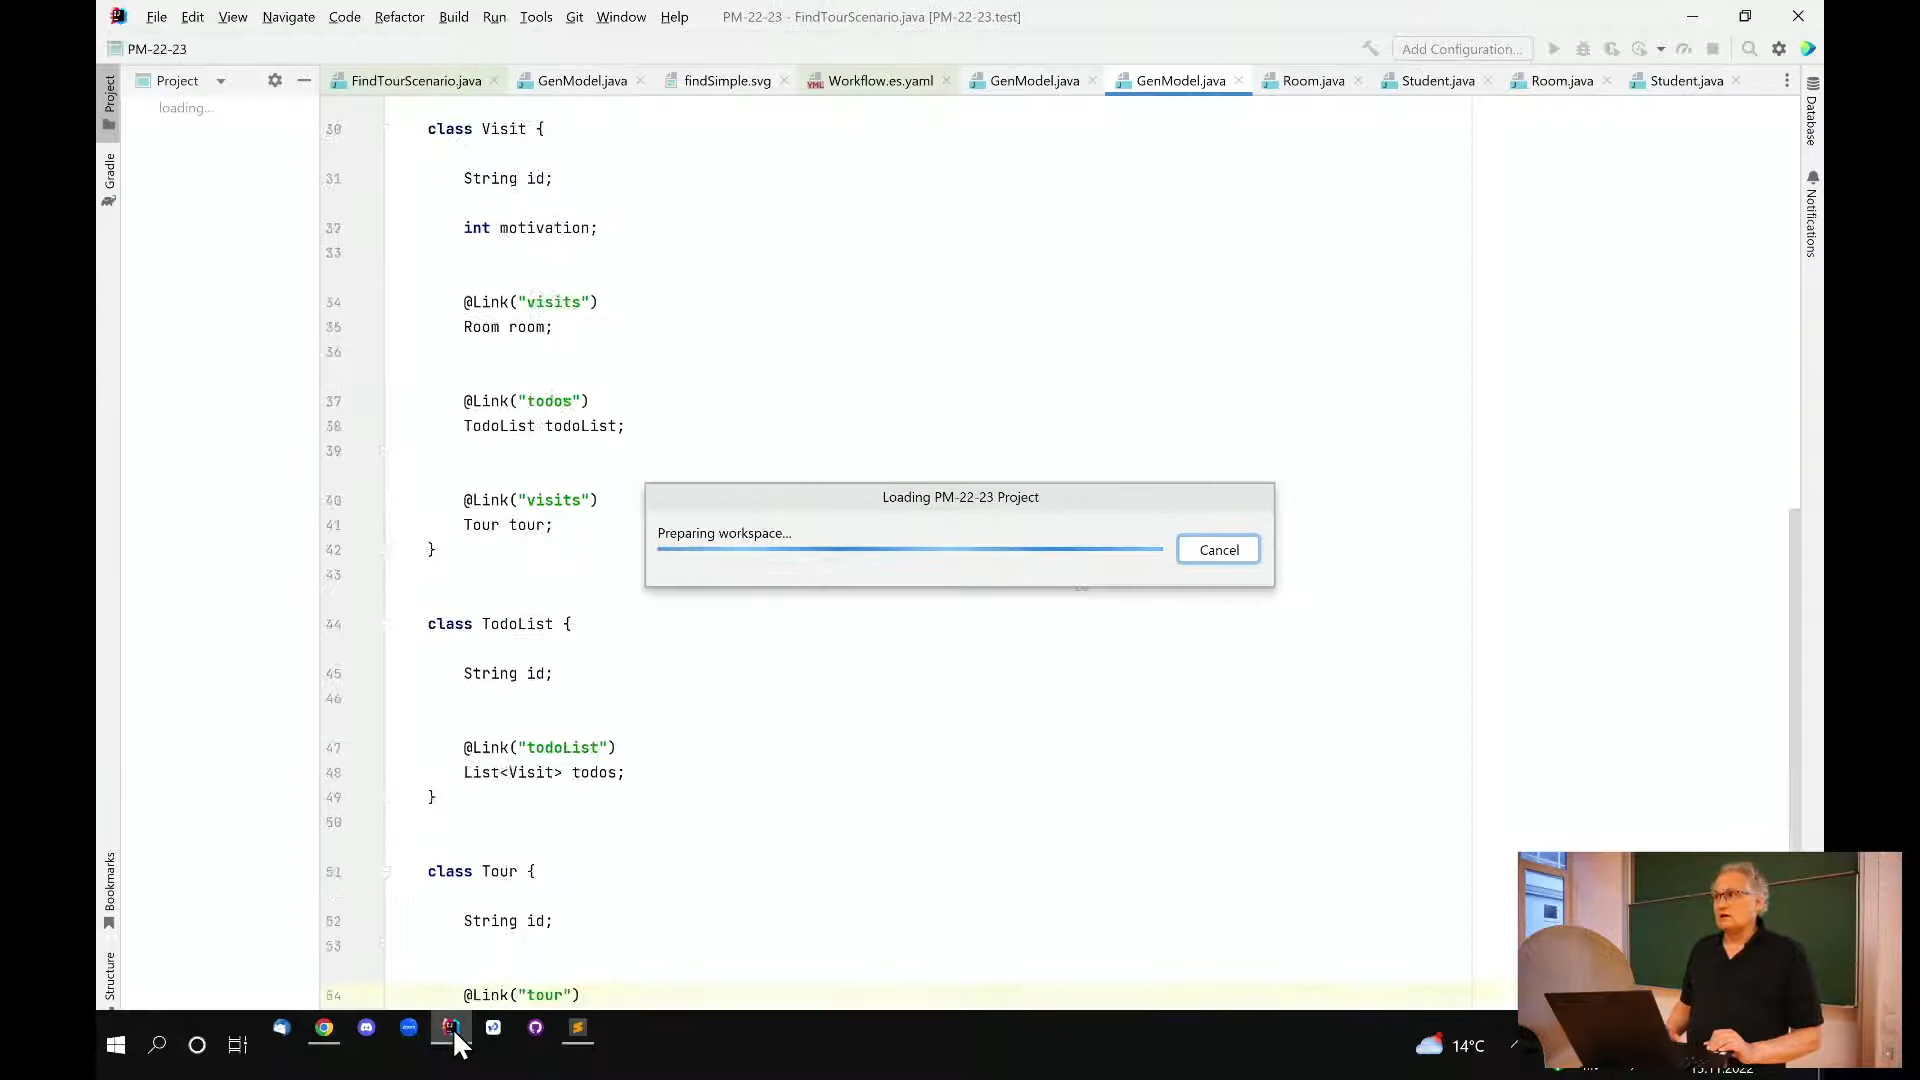 File Edit View Navigate Code Refactor Build Run Tools Git Window Help PM-22-23 - FindTourScenario.java [PM-22-23.test]
PM-22-23
Add Configuration...
Project
FindTourScenario.java GenModel.java findSimple.svg Workflow.es.yaml GenModel.java GenModel.java Room.java Student.java Room.java Student.java
loading...
Project
Gradle
Bookmarks
Structure
Database
Notifications
30 class Visit {
31 String id;
32 int motivation;
33
34 @Link("visits")
35 Room room;
36
37 @Link("todos")
38 TodoList todoList;
39
40 @Link("visits")
41 Tour tour;
42 }
43
44 class TodoList {
45 String id;
46
47 @Link("todoList")
48 List<Visit> todos;
49 }
50
51 class Tour {
52 String id;
53
54 @Link("tour")
Loading PM-22-23 Project
Preparing workspace...
Cancel
14°C